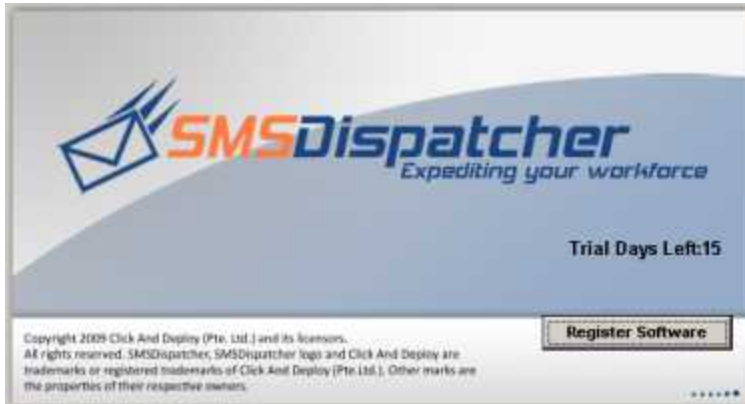 SMSDispatcher
Expediting your workforce
Trial Days Left:15
Register Software
Copyright 2009 Click And Deploy (Pte. Ltd.) and its licensors.
All rights reserved. SMSDispatcher, SMSDispatcher logo and Click And Deploy are
trademarks or registered trademarks of Click And Deploy (Pte.Ltd.). Other marks are
the properties of their respective owners.